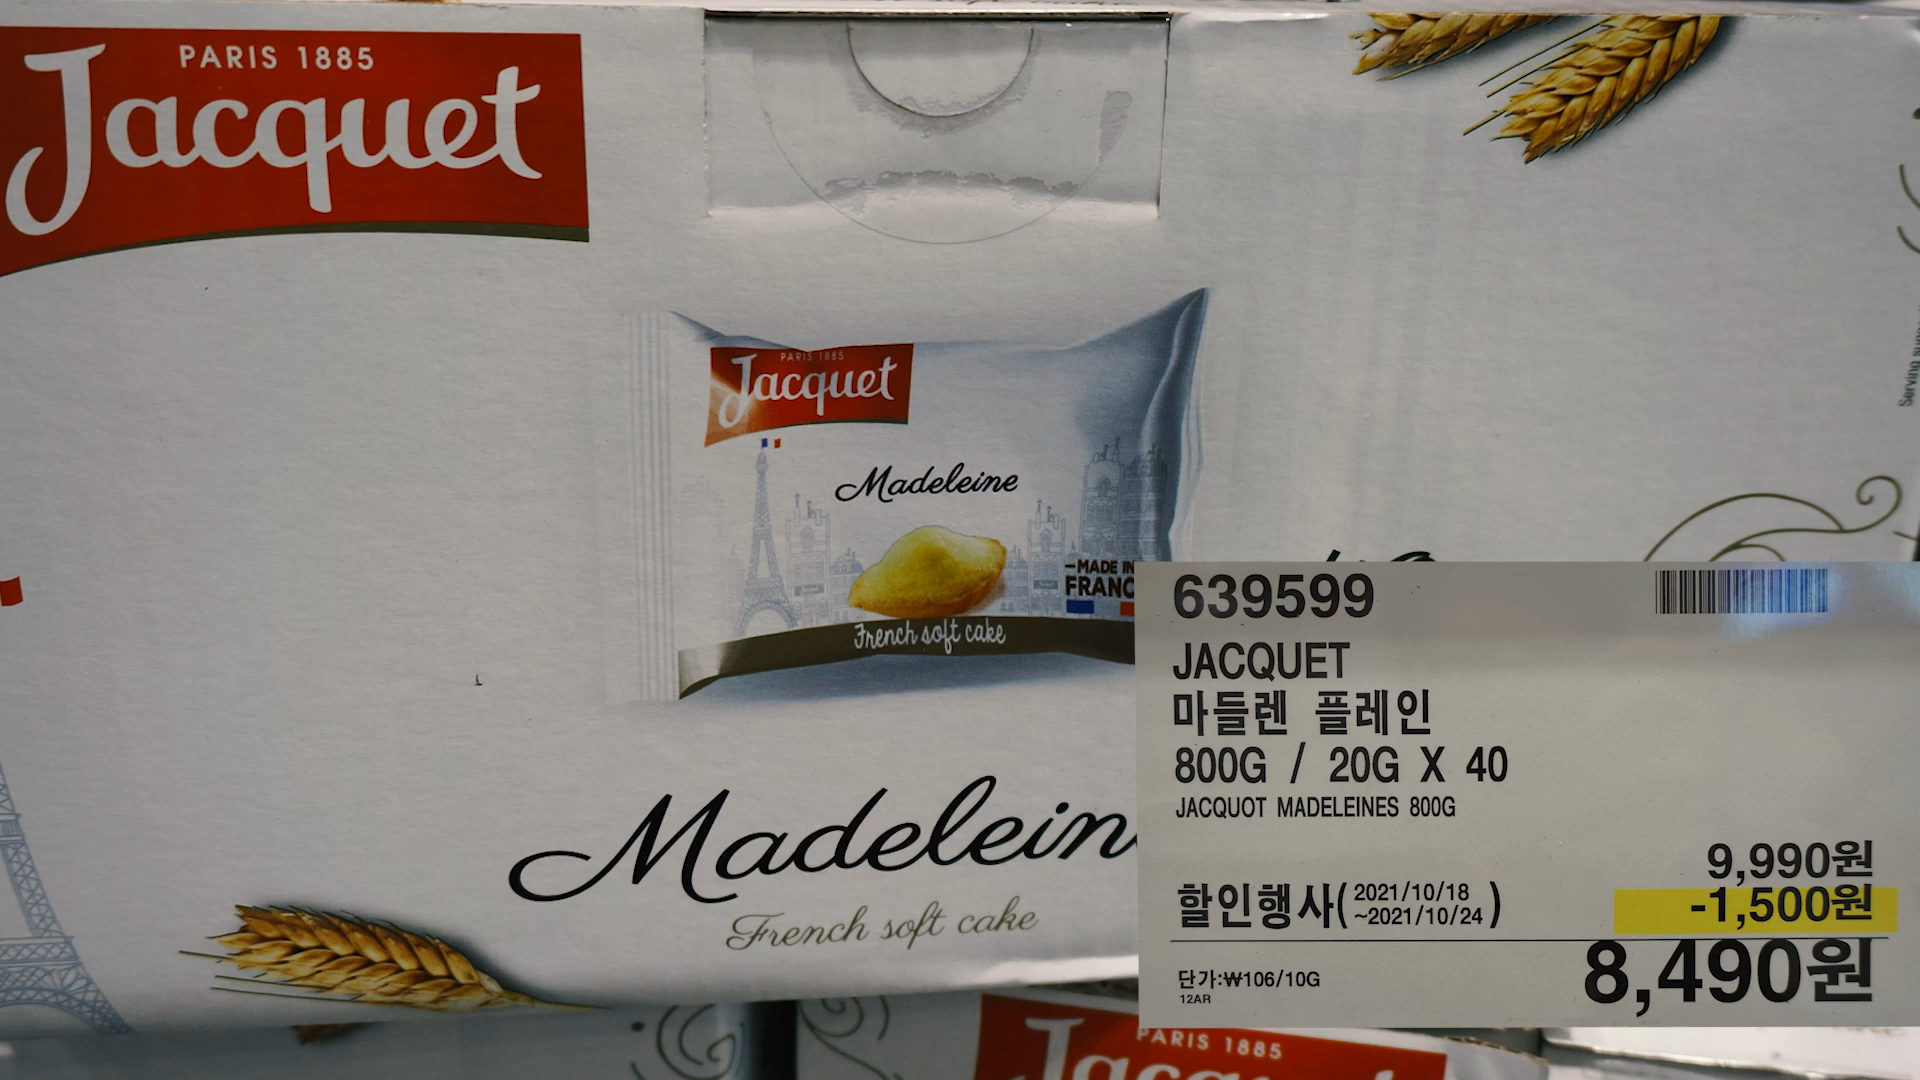 PARIS 1885
Jacquet
PARIS 1885
Jacquet
Madeleine
MADE IN
FRANC
French soft cake
Madelein
French soft cake
Serving
639599
JACQUET
마들렌 플레인
800G / 20G X 40
JACQUOT MADELEINES 800G
9,990원
할인행사( 2021/10/18
~2021/10/24 )
-1,500원
단가:₩106/10G
8,490원
12AR
PARIS 1885
Jacquet